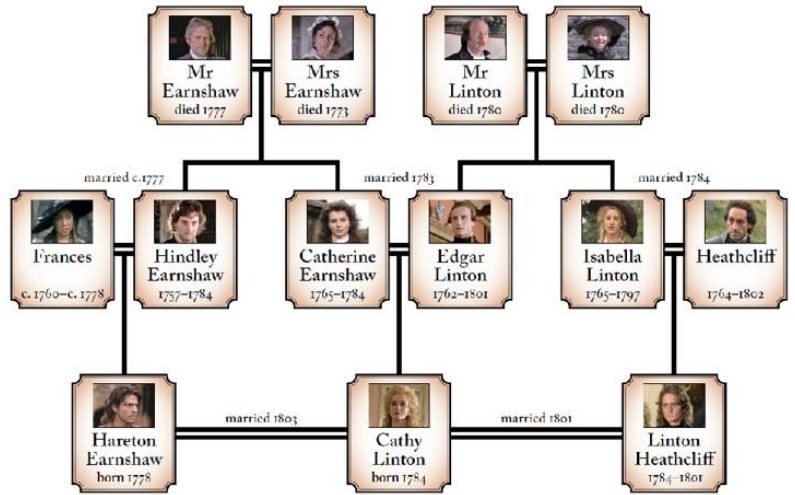 Mr
Earnshaw
died 1777
Mrs
Earnshaw
died 1773
Mr
Linton
died 1780
Mrs
Linton
died 1780
married c.1777
married 1783
married 1784
Frances
c. 1760–c. 1778
Hindley
Earnshaw
1757–1784
Catherine
Earnshaw
1765–1784
Edgar
Linton
1762–1801
Isabella
Linton
1765–1797
Heathcliff
1764–1802
Hareton
Earnshaw
born 1778
married 1803
Cathy
Linton
born 1784
married 1801
Linton
Heathcliff
1784–1801